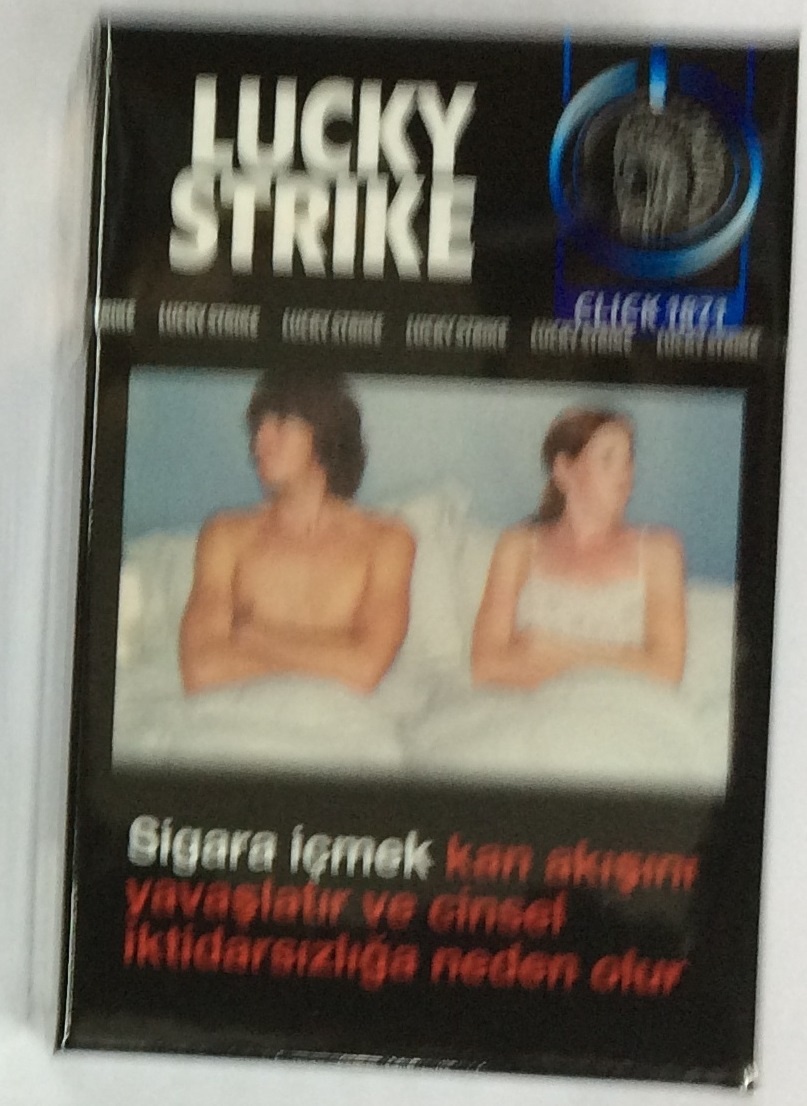 LUCKY
STRIKE
CLICK 1871
LUCKY STRIKE LUCKY STRIKE LUCKY STRIKE LUCKY STRIKE LUCKY STRIKE
Sigara içmek kan akışını
yavaşlatır ve cinsel
iktidarsızlığa neden olur